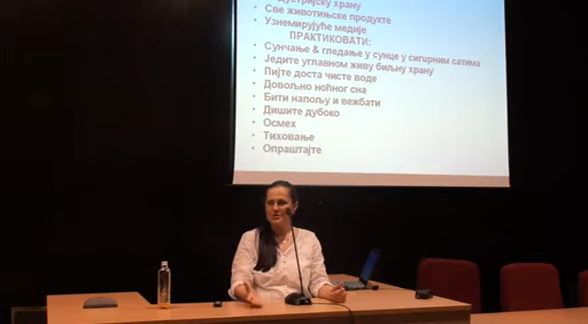 • Све животињске продукте
• Узнемирујуће медије
ПРАКТИКОВАТИ:
• Сунчање & гледање у сунце у сигурним сатима
• Једите углавном живу биљну храну
• Пијте доста чисте воде
• Довољно ноћног сна
• Бити напољу и вежбати
• Дишите дубоко
• Осмех
• Тиховање
• Опраштајте